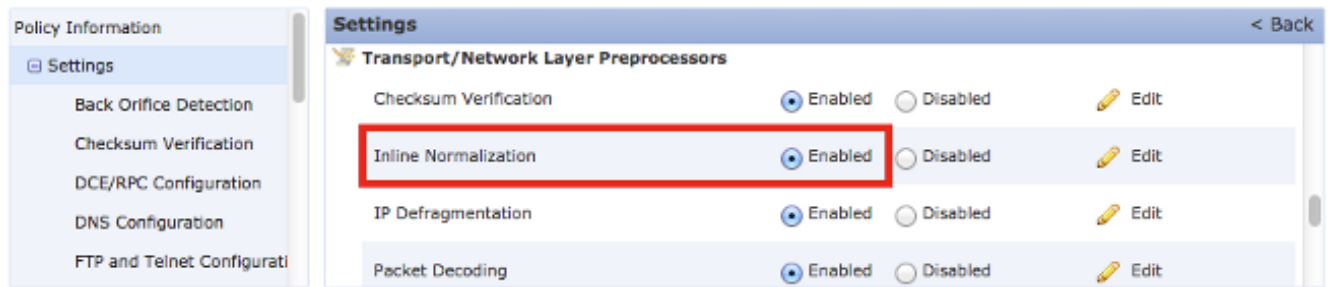 Policy Information
Settings
Back Orifice Detection
Checksum Verification
DCE/RPC Configuration
DNS Configuration
FTP and Telnet Configurati
Settings < Back
Transport/Network Layer Preprocessors
Checksum Verification Enabled Disabled Edit
Inline Normalization Enabled Disabled Edit
IP Defragmentation Enabled Disabled Edit
Packet Decoding Enabled Disabled Edit